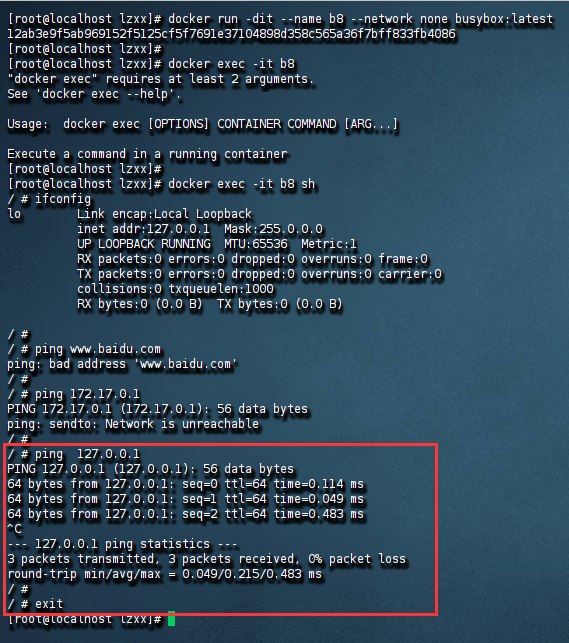 [root@localhost lzxx]# docker run -dit --name b8 --network none busybox:latest
12ab3e9f5ab969152f5125cf5f7691e37104898d358c565a36f7bff833fb4086
[root@localhost lzxx]#
[root@localhost lzxx]# docker exec -it b8
"docker exec" requires at least 2 arguments.
See 'docker exec --help'.
Usage:  docker exec [OPTIONS] CONTAINER COMMAND [ARG...]
Execute a command in a running container
[root@localhost lzxx]#
[root@localhost lzxx]# docker exec -it b8 sh
/ # ifconfig
lo        Link encap:Local Loopback
          inet addr:127.0.0.1  Mask:255.0.0.0
          UP LOOPBACK RUNNING  MTU:65536  Metric:1
          RX packets:0 errors:0 dropped:0 overruns:0 frame:0
          TX packets:0 errors:0 dropped:0 overruns:0 carrier:0
          collisions:0 txqueuelen:1000
          RX bytes:0 (0.0 B)  TX bytes:0 (0.0 B)
/ #
/ # ping www.baidu.com
ping: bad address 'www.baidu.com'
/ #
/ # ping 172.17.0.1
PING 172.17.0.1 (172.17.0.1): 56 data bytes
ping: sendto: Network is unreachable
/ #
/ # ping  127.0.0.1
PING 127.0.0.1 (127.0.0.1): 56 data bytes
64 bytes from 127.0.0.1: seq=0 ttl=64 time=0.114 ms
64 bytes from 127.0.0.1: seq=1 ttl=64 time=0.049 ms
64 bytes from 127.0.0.1: seq=2 ttl=64 time=0.483 ms
^C
--- 127.0.0.1 ping statistics ---
3 packets transmitted, 3 packets received, 0% packet loss
round-trip min/avg/max = 0.049/0.215/0.483 ms
/ #
/ # exit
[root@localhost lzxx]#